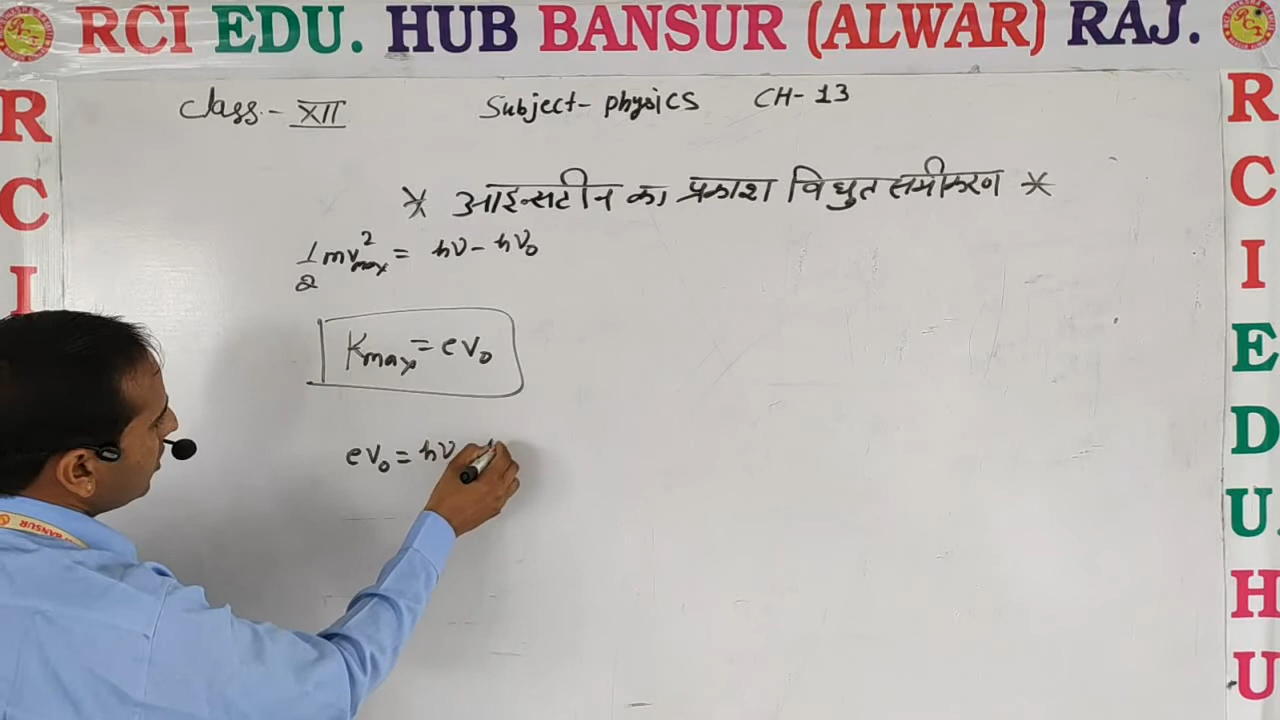 RCI EDU. HUB BANSUR (ALWAR) RAJ.
Class - XII Subject - physics CH- 13
* आइन्सटीन का प्रकाश विधुत समीकरण *
1/2 mv²max = hν - hν₀
Kmax = eV₀
eV₀ = hν
R
C
I
R
C
I
E
D
U.
H
U